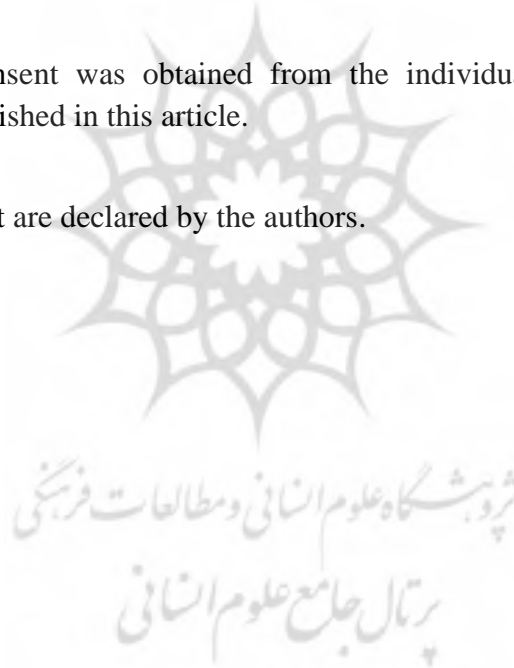 nsent was obtained from the individua
ished in this article.
t are declared by the authors.
پژوهشگاه علوم انسانی و مطالعات فرهنگی
پرتال جامع علوم انسانی